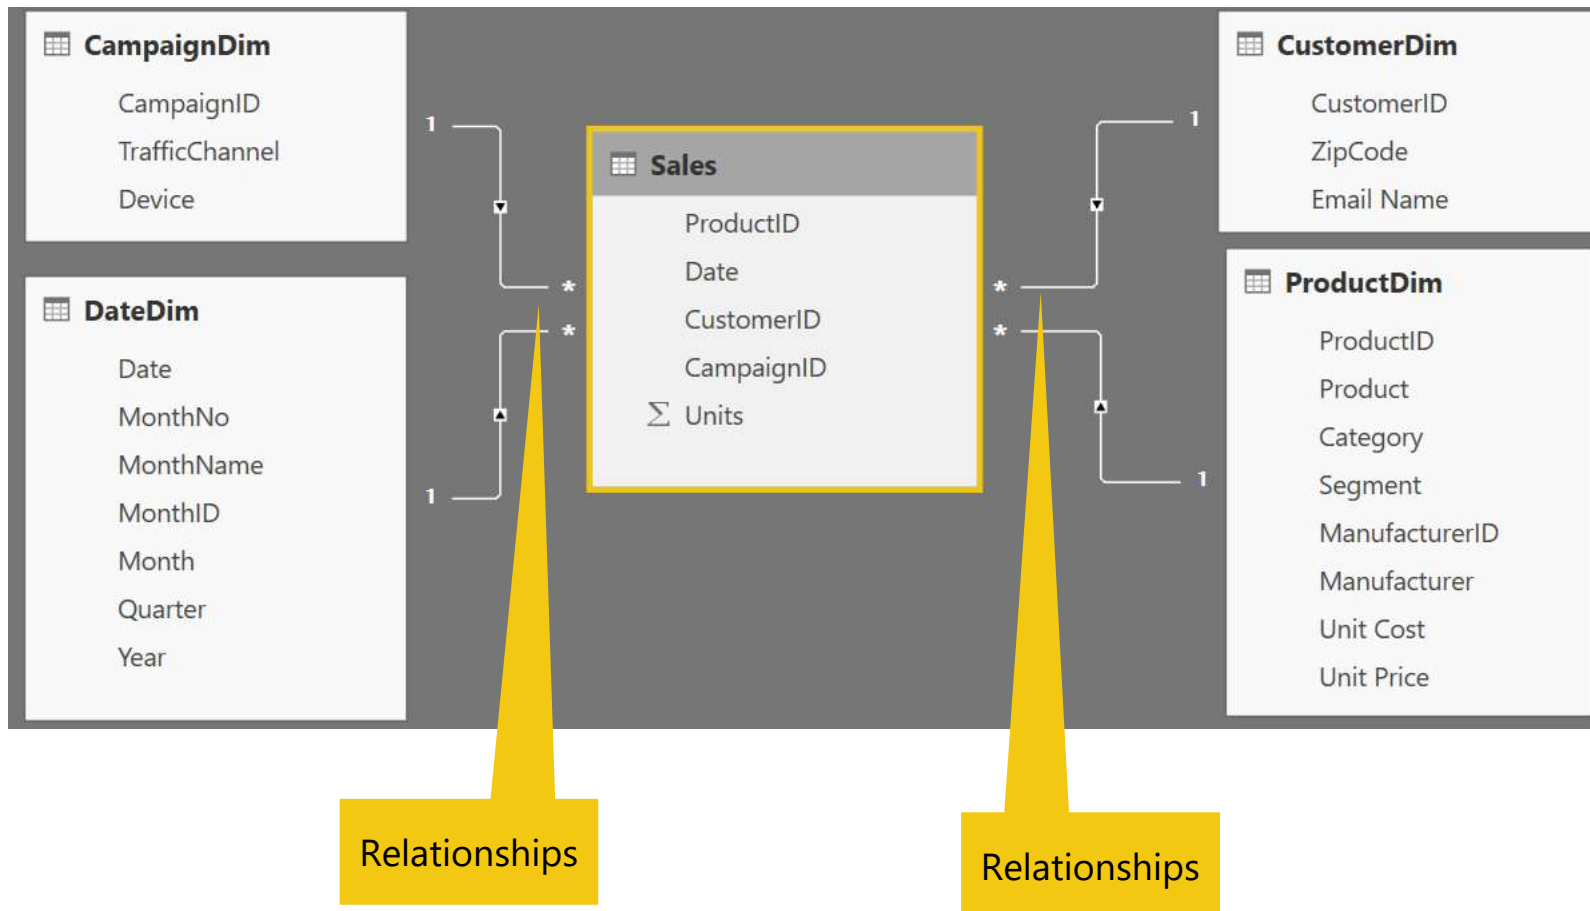 CampaignDim
CampaignID
TrafficChannel
Device
DateDim
Date
MonthNo
MonthName
MonthID
Month
Quarter
Year
1
*
*
1
Sales
ProductID
Date
CustomerID
CampaignID
Σ Units
1
*
*
1
CustomerDim
CustomerID
ZipCode
Email Name
ProductDim
ProductID
Product
Category
Segment
ManufacturerID
Manufacturer
Unit Cost
Unit Price
Relationships
Relationships